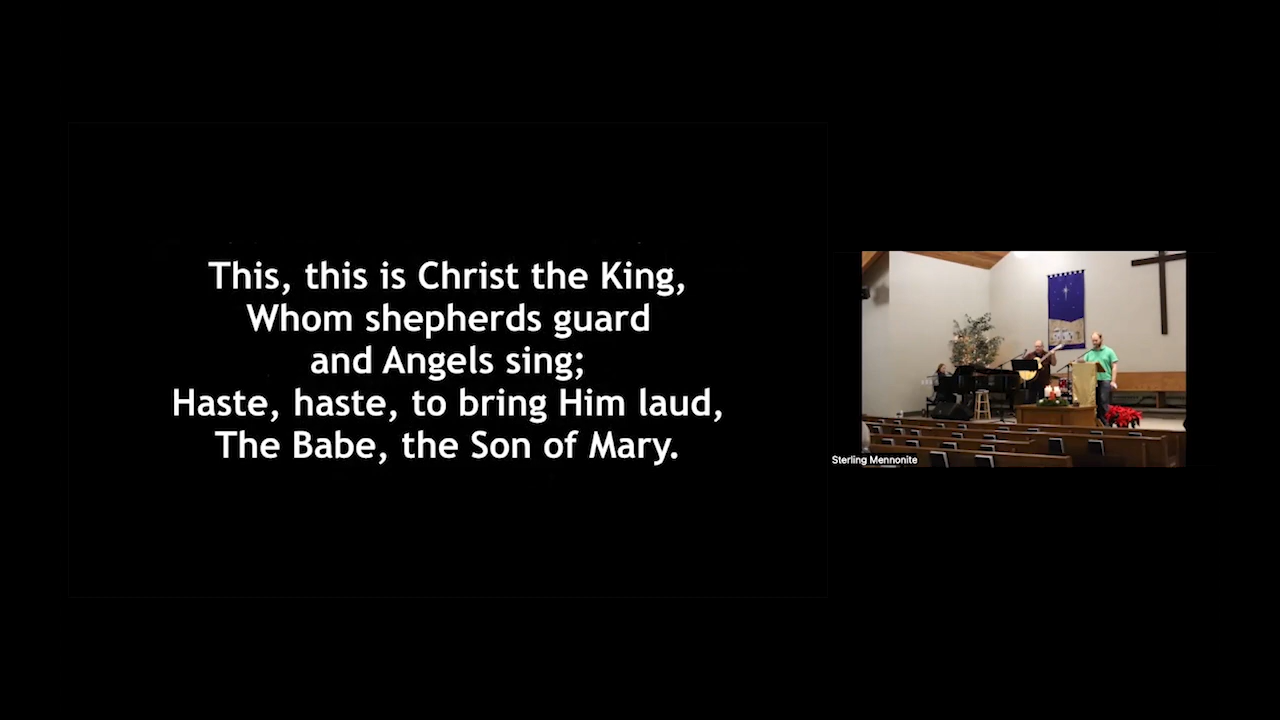 This, this is Christ the King,
Whom shepherds guard
and Angels sing;
Haste, haste, to bring Him laud,
The Babe, the Son of Mary.
Sterling Mennonite